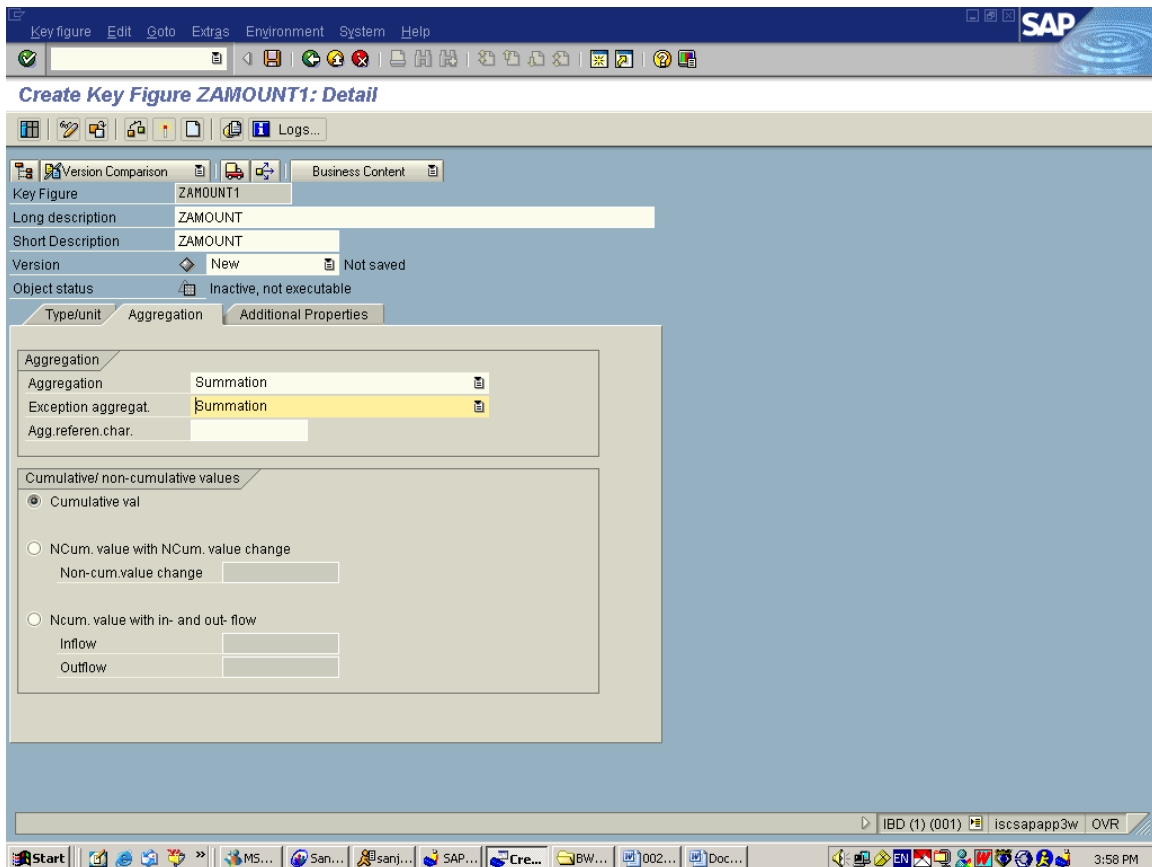 Key figure Edit Goto Extras Environment System Help
SAP
Create Key Figure ZAMOUNT1: Detail
Logs...
Version Comparison Business Content
Key Figure ZAMOUNT1
Long description ZAMOUNT
Short Description ZAMOUNT
Version New Not saved
Object status Inactive, not executable
Type/unit Aggregation Additional Properties
Aggregation
Aggregation Summation
Exception aggregat. Summation
Agg.referen.char.
Cumulative/ non-cumulative values
Cumulative val
NCum. value with NCum. value change
Non-cum.value change
Ncum. value with in- and out- flow
Inflow
Outflow
IBD (1) (001) iscsapapp3w OVR
Start » MS... San... sanj... SAP... Cre... BW... 002... Doc... EN 3:58 PM